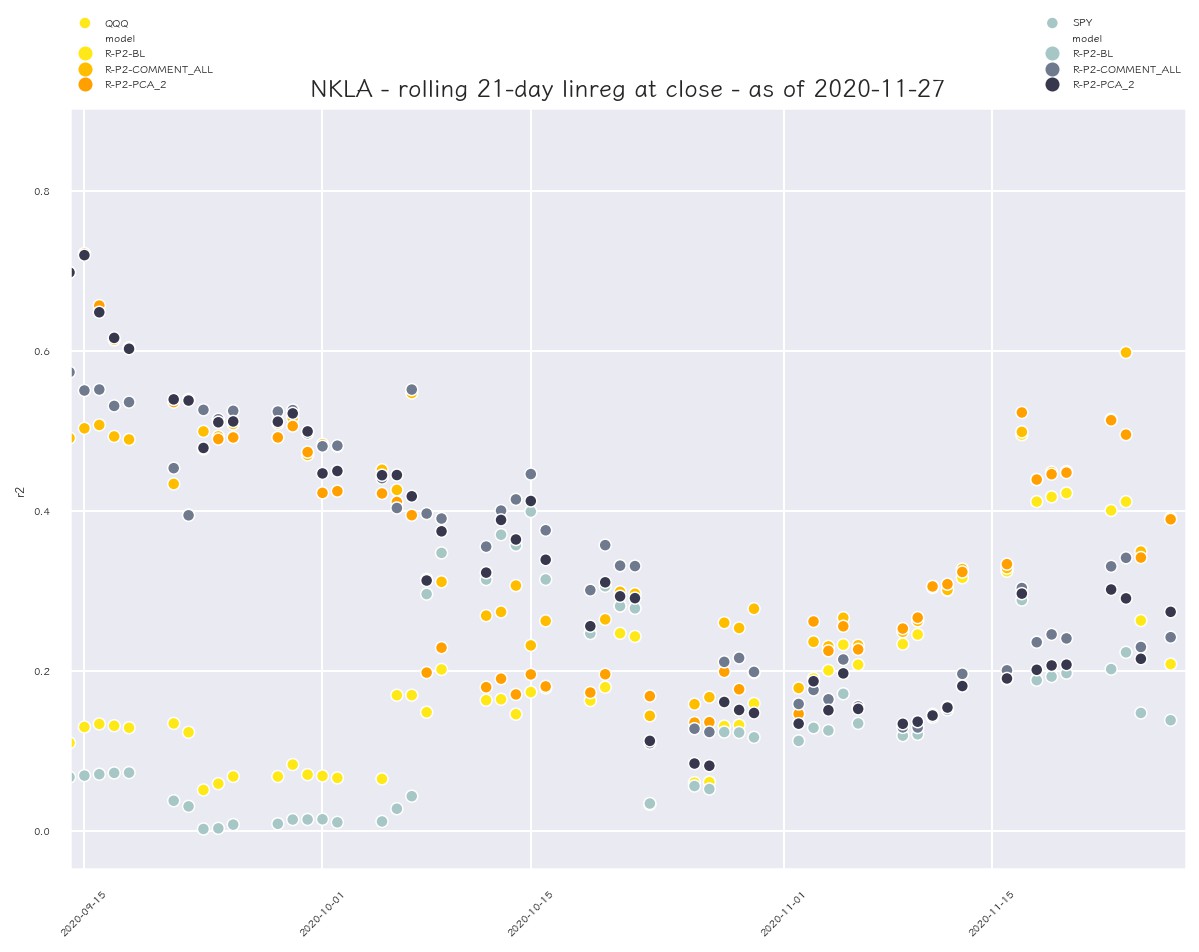 QQQ
model
R-P2-BL
R-P2-COMMENT_ALL
R-P2-PCA_2
SPY
model
R-P2-BL
R-P2-COMMENT_ALL
R-P2-PCA_2
NKLA - rolling 21-day linreg at close - as of 2020-11-27
0.8
0.6
0.4
0.2
0.0
r2
2020-09-15
2020-10-01
2020-10-15
2020-11-01
2020-11-15